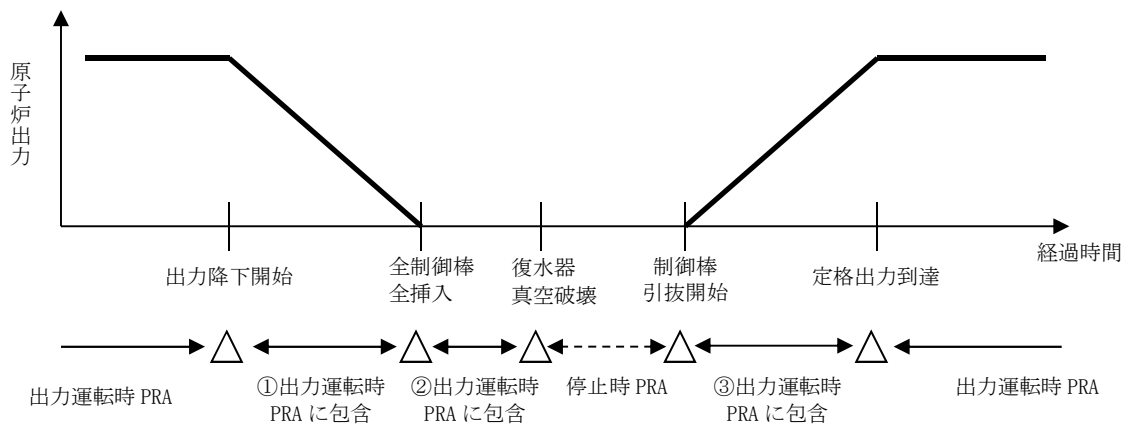 原子炉出力
経過時間
出力降下開始
全制御棒
全挿入
復水器
真空破壊
制御棒
引抜開始
定格出力到達
出力運転時 PRA
①出力運転時
PRA に包含
②出力運転時
PRA に包含
停止時 PRA
③出力運転時
PRA に包含
出力運転時 PRA